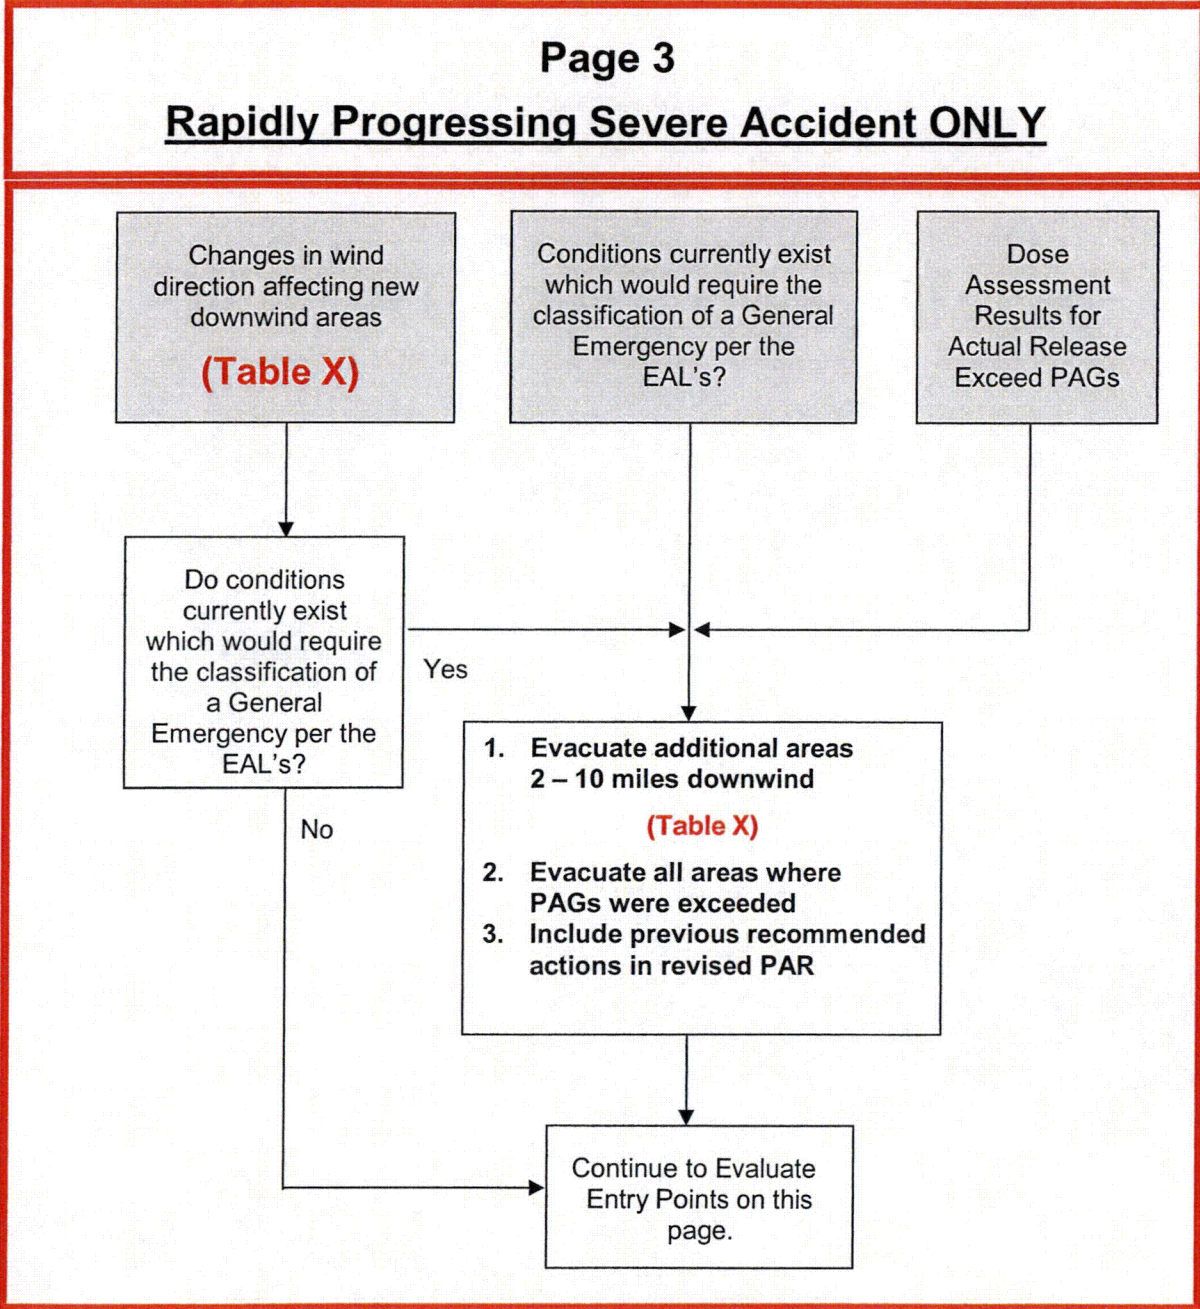 Page 3
Rapidly Progressing Severe Accident ONLY
Changes in wind
direction affecting new
downwind areas
(Table X)
Conditions currently exist
which would require the
classification of a General
Emergency per the
EAL's?
Dose
Assessment
Results for
Actual Release
Exceed PAGs
Do conditions
currently exist
which would require
the classification of
a General
Emergency per the
EAL's?
Yes
No
1. Evacuate additional areas
2 – 10 miles downwind
(Table X)
2. Evacuate all areas where
PAGs were exceeded
3. Include previous recommended
actions in revised PAR
Continue to Evaluate
Entry Points on this
page.